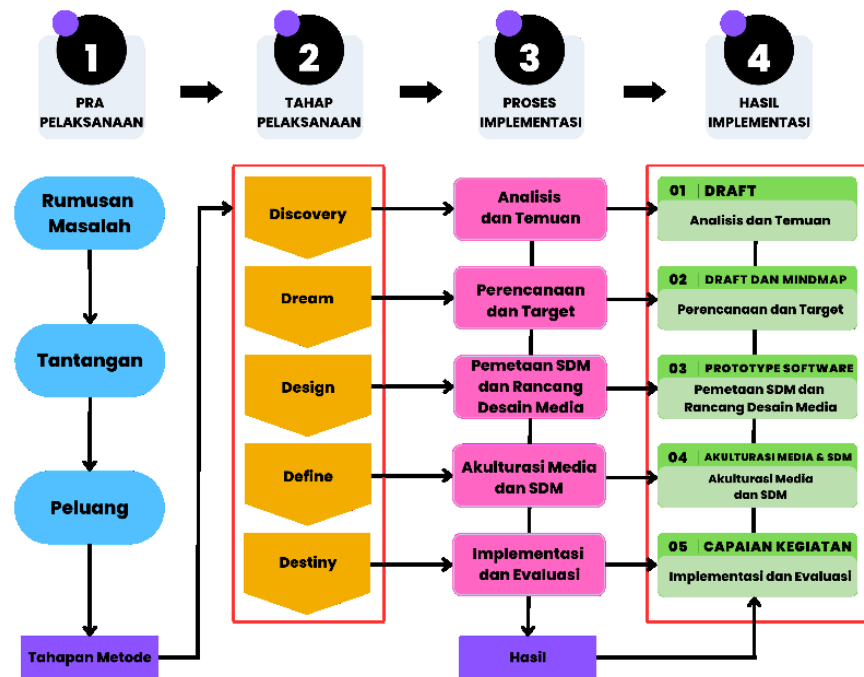 1
PRA
PELAKSANAAN
2
TAHAP
PELAKSANAAN
3
PROSES
IMPLEMENTASI
4
HASIL
IMPLEMENTASI
Rumusan
Masalah
Tantangan
Peluang
Tahapan Metode
Discovery
Dream
Design
Define
Destiny
Analisis
dan Temuan
Perencanaan
dan Target
Pemetaan SDM
dan Rancang
Desain Media
Akulturasi Media
dan SDM
Implementasi
dan Evaluasi
Hasil
01 | DRAFT
Analisis dan Temuan
02 | DRAFT DAN MINDMAP
Perencanaan dan Target
03 | PROTOTYPE SOFTWARE
Pemetaan SDM dan
Rancang Desain Media
04 | AKULTURASI MEDIA & SDM
Akulturasi Media
dan SDM
05 | CAPAIAN KEGIATAN
Implementasi dan Evaluasi